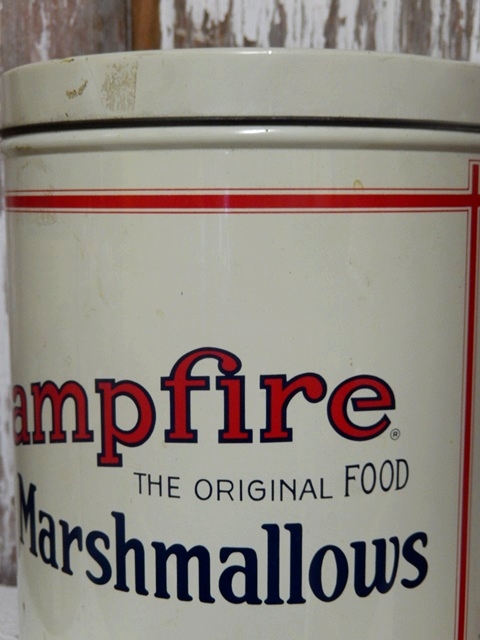 ampfire®
THE ORIGINAL FOOD
Marshmallows